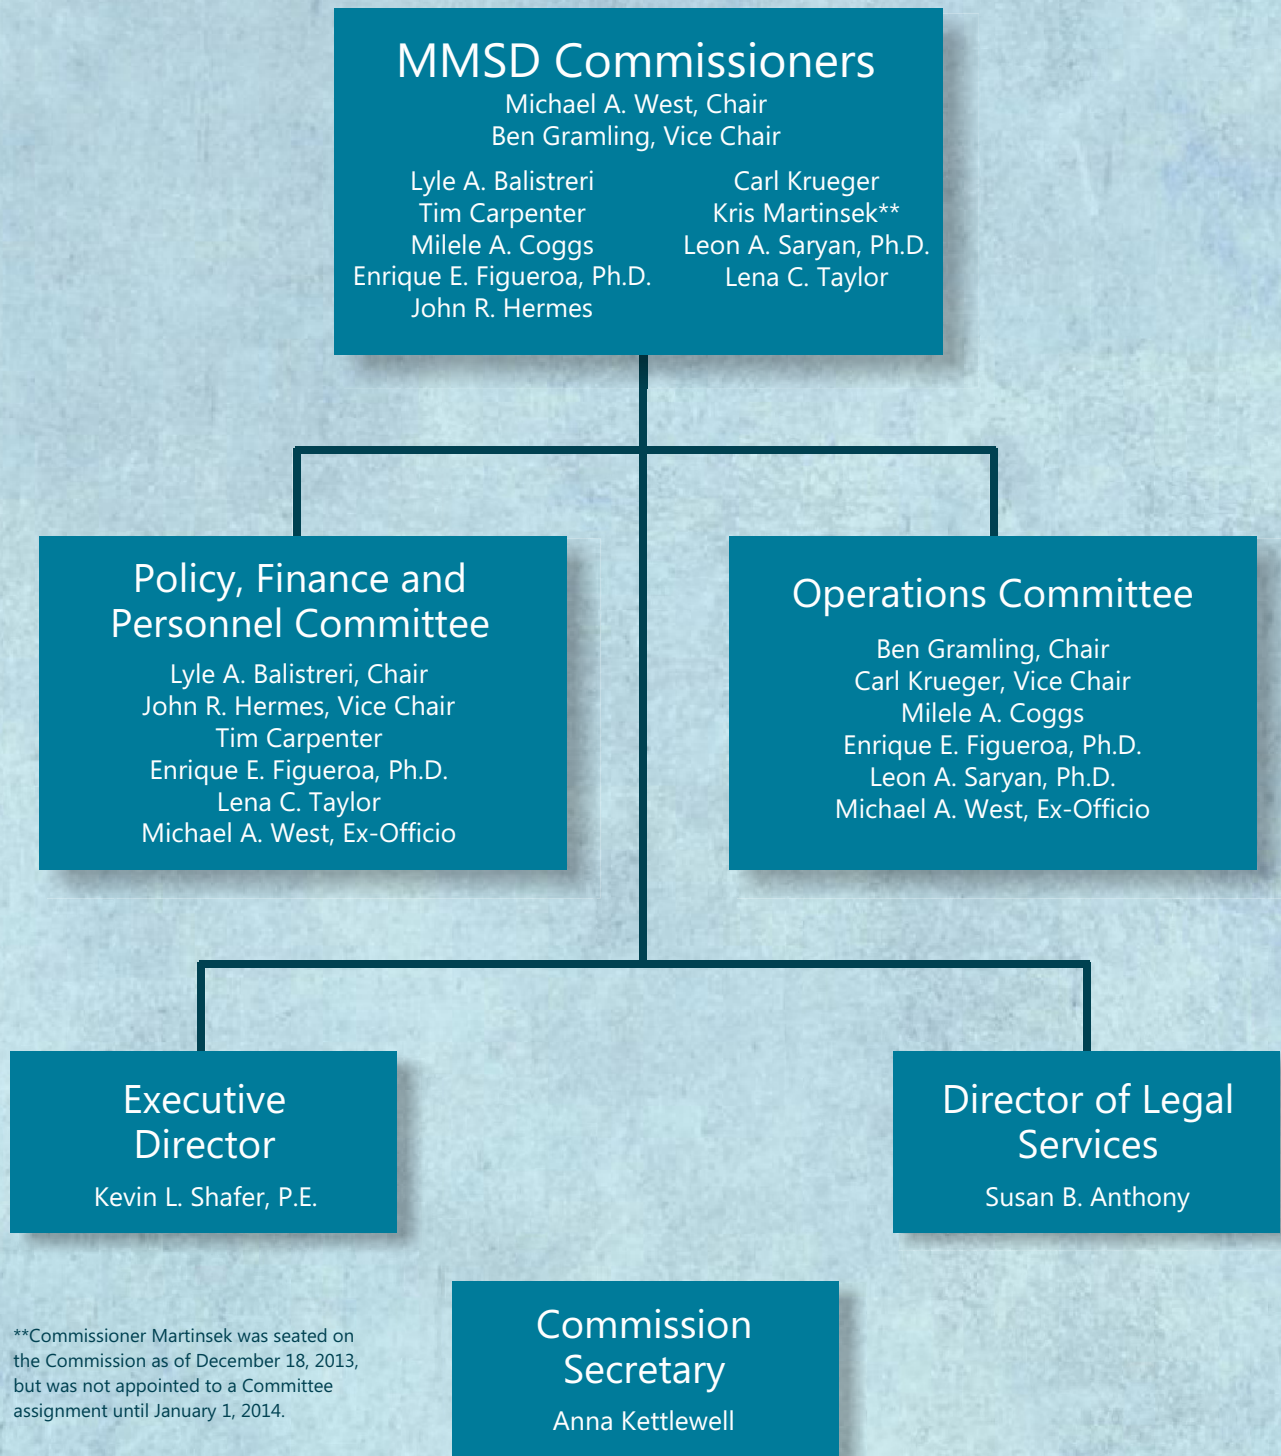 MMSD Commissioners
Michael A. West, Chair
Ben Gramling, Vice Chair
Lyle A. Balistreri
Tim Carpenter
Milele A. Coggs
Enrique E. Figueroa, Ph.D.
John R. Hermes
Carl Krueger
Kris Martinsek**
Leon A. Saryan, Ph.D.
Lena C. Taylor
Policy, Finance and
Personnel Committee
Lyle A. Balistreri, Chair
John R. Hermes, Vice Chair
Tim Carpenter
Enrique E. Figueroa, Ph.D.
Lena C. Taylor
Michael A. West, Ex-Officio
Operations Committee
Ben Gramling, Chair
Carl Krueger, Vice Chair
Milele A. Coggs
Enrique E. Figueroa, Ph.D.
Leon A. Saryan, Ph.D.
Michael A. West, Ex-Officio
Executive
Director
Kevin L. Shafer, P.E.
Director of Legal
Services
Susan B. Anthony
**Commissioner Martinsek was seated on
the Commission as of December 18, 2013,
but was not appointed to a Committee
assignment until January 1, 2014.
Commission
Secretary
Anna Kettlewell